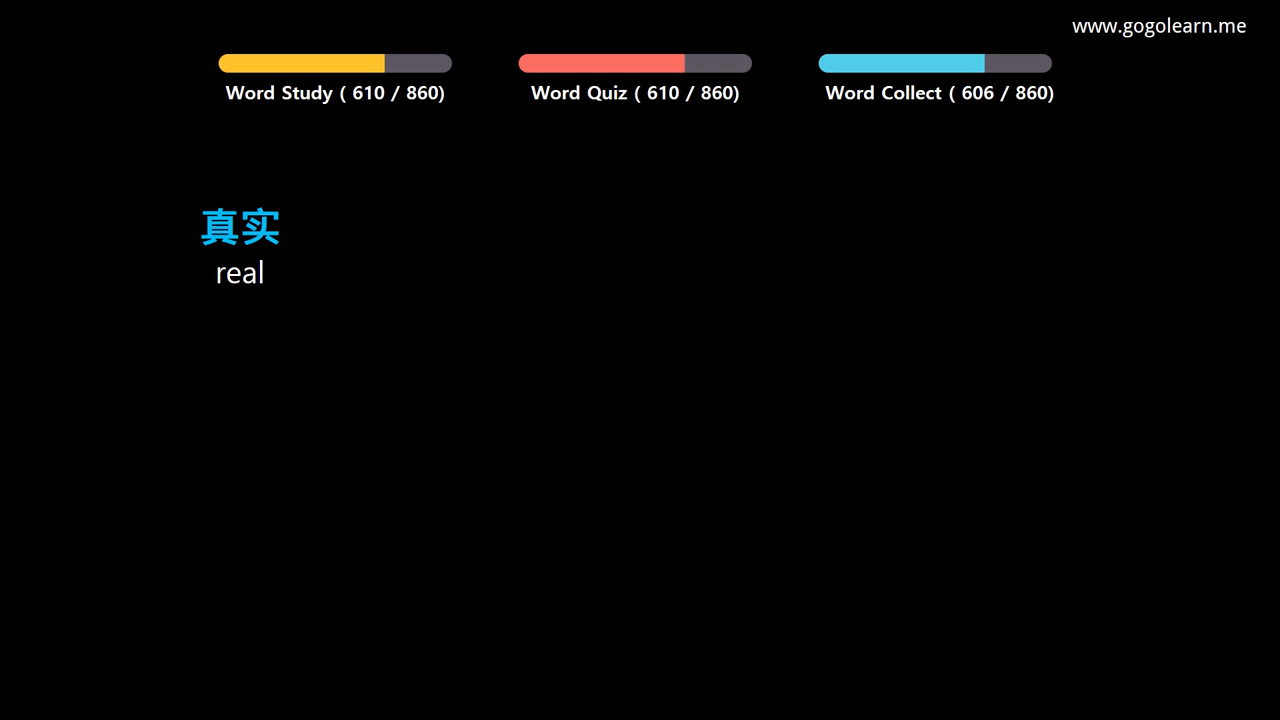 www.gogolearn.me
Word Study ( 610 / 860)
Word Quiz ( 610 / 860)
Word Collect ( 606 / 860)
真实
real